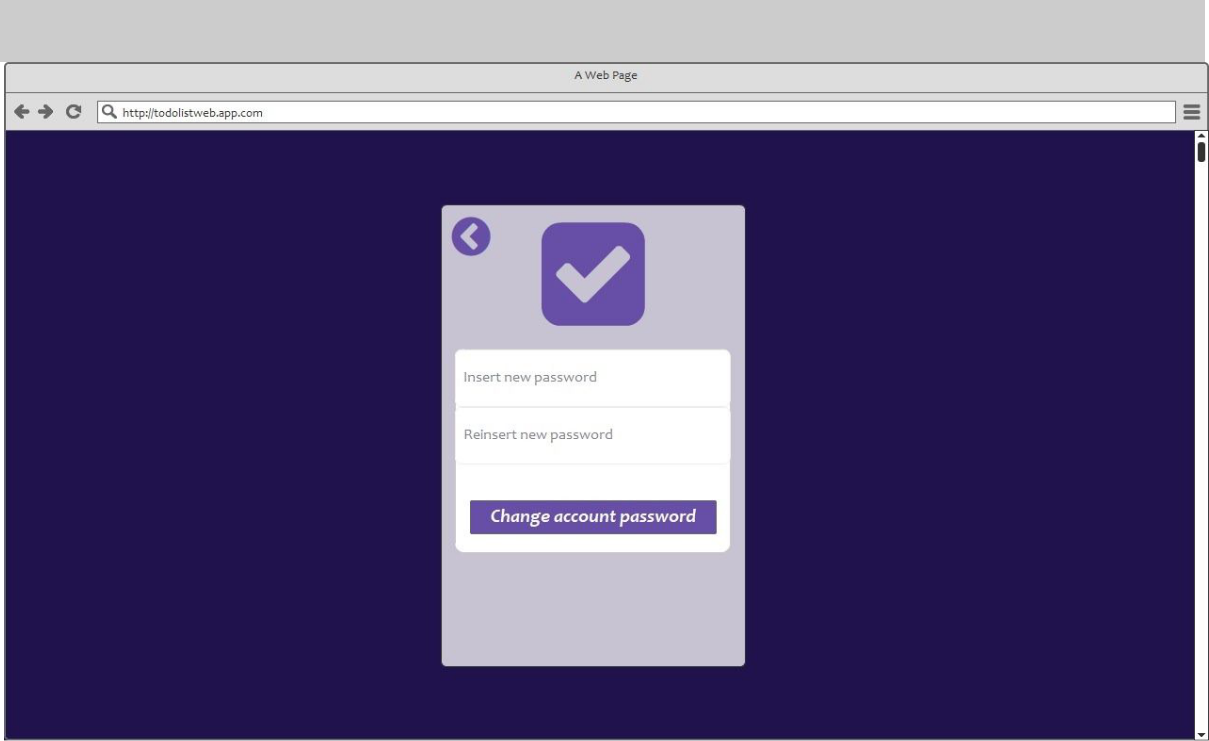 A Web Page
http://todolistweb.app.com
Insert new password
Reinsert new password
Change account password